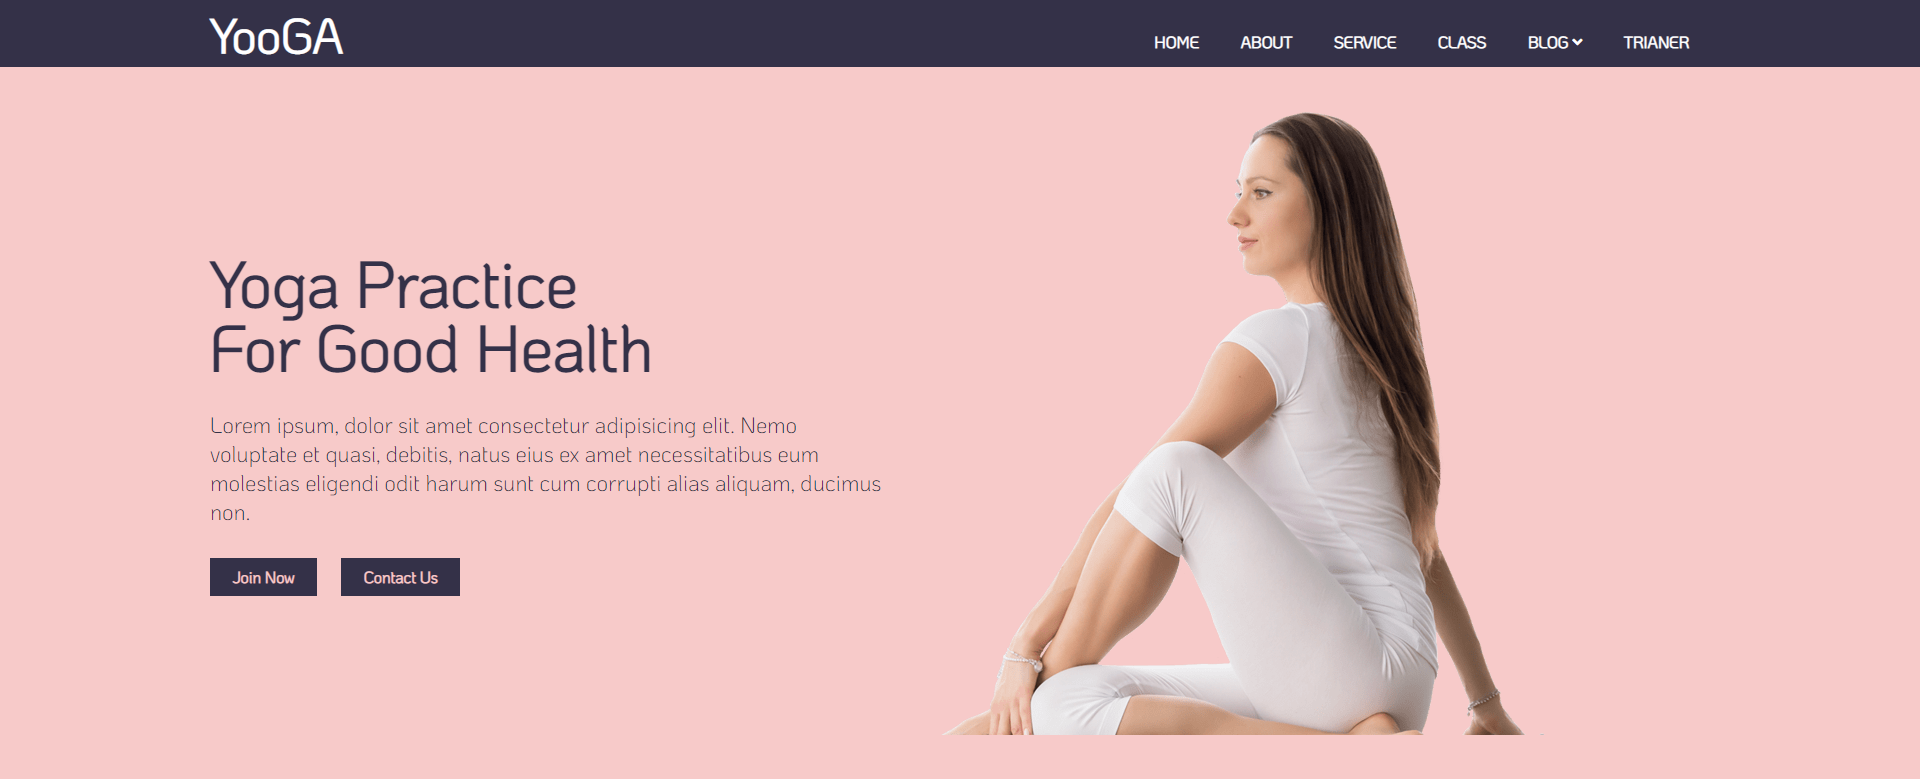 YooGA
HOME ABOUT SERVICE CLASS BLOG TRIANER
Yoga Practice
For Good Health
Lorem ipsum, dolor sit amet consectetur adipisicing elit. Nemo
voluptate et quasi, debitis, natus eius ex amet necessitatibus eum
molestias eligendi odit harum sunt cum corrupti alias aliquam, ducimus
non.
Join Now Contact Us